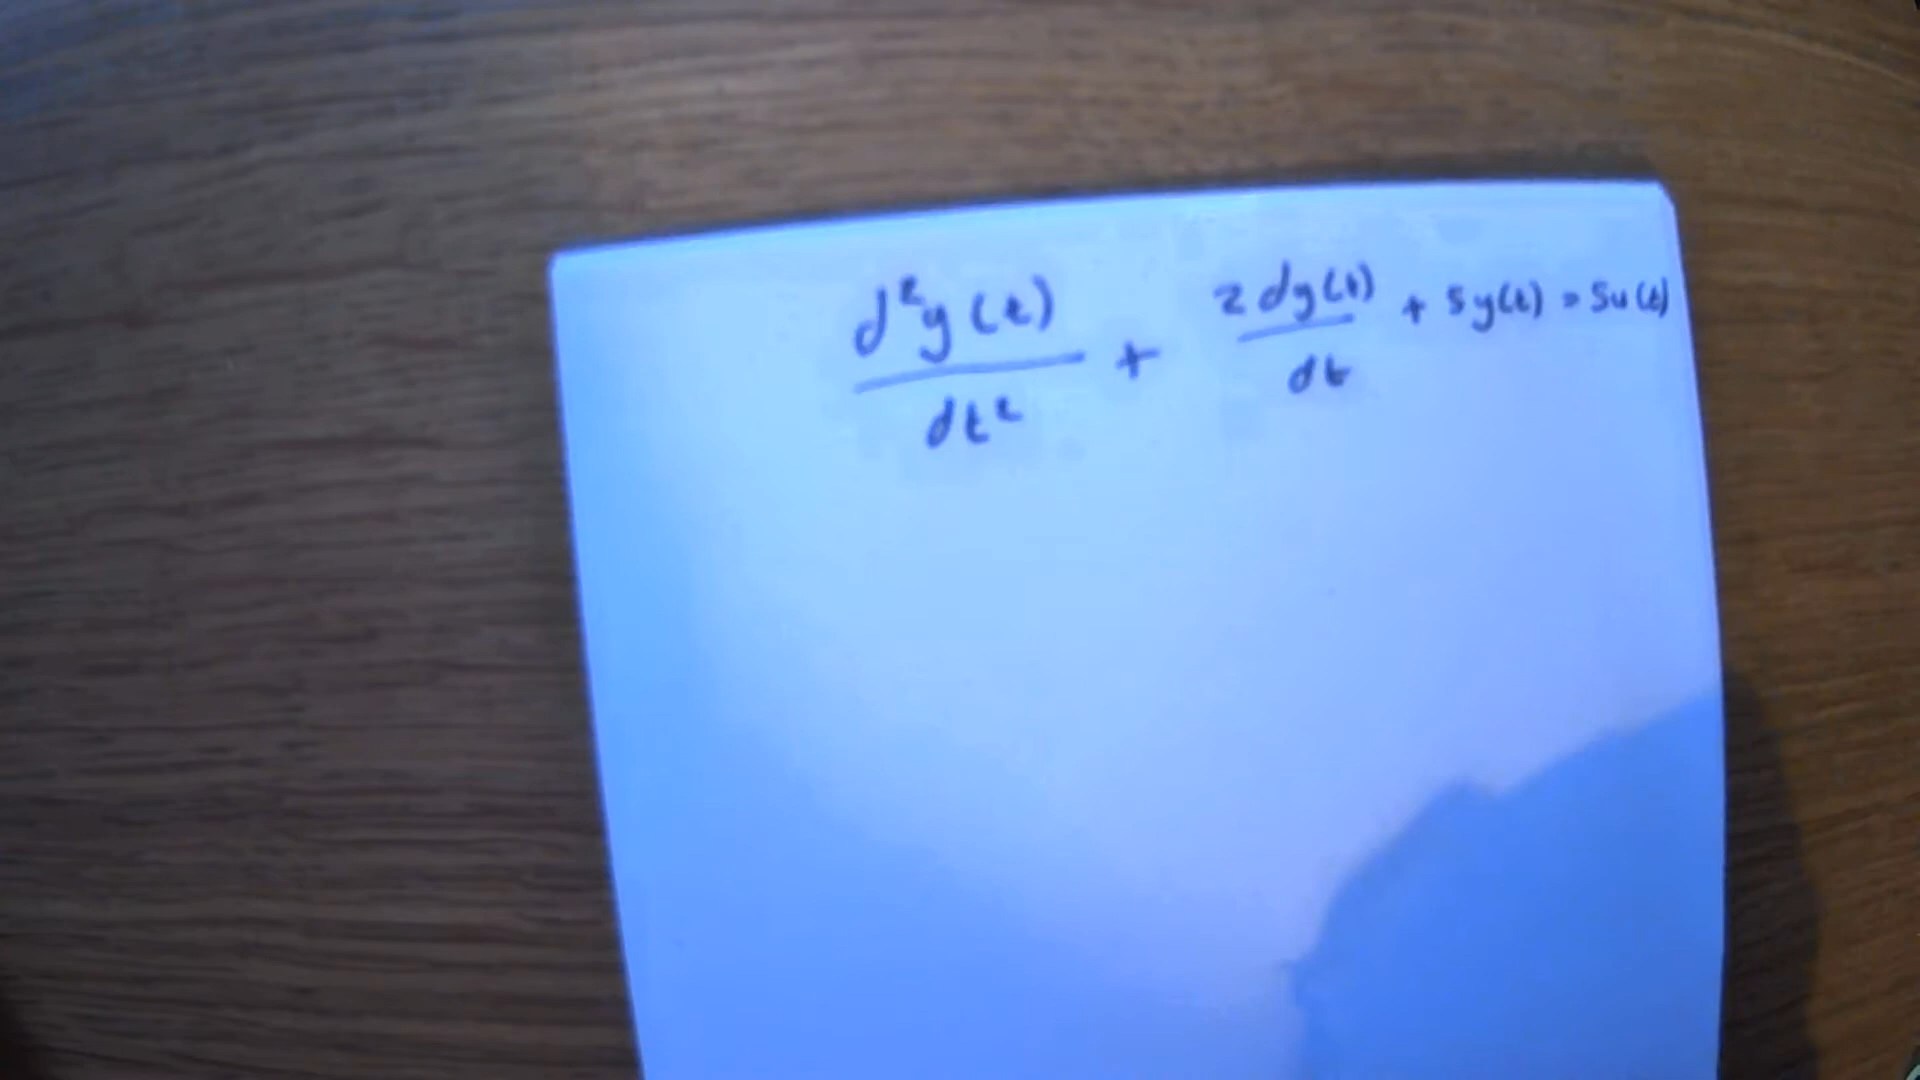 d²y(t)/dt² + 2dy(t)/dt + 5y(t) = 5u(t)